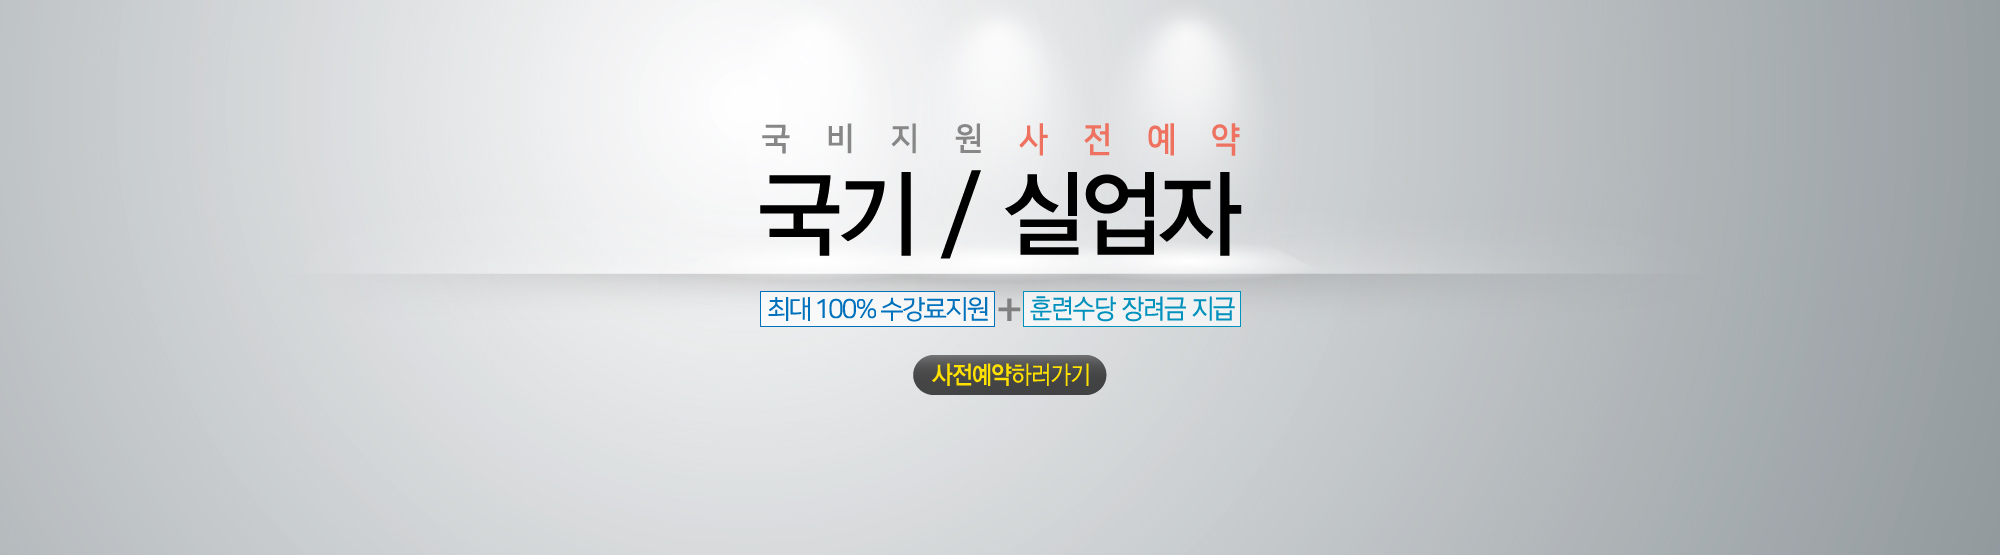 국비지원 사전예약
국기 / 실업자
최대 100% 수강료지원 + 훈련수당 장려금 지급
사전예약하러가기